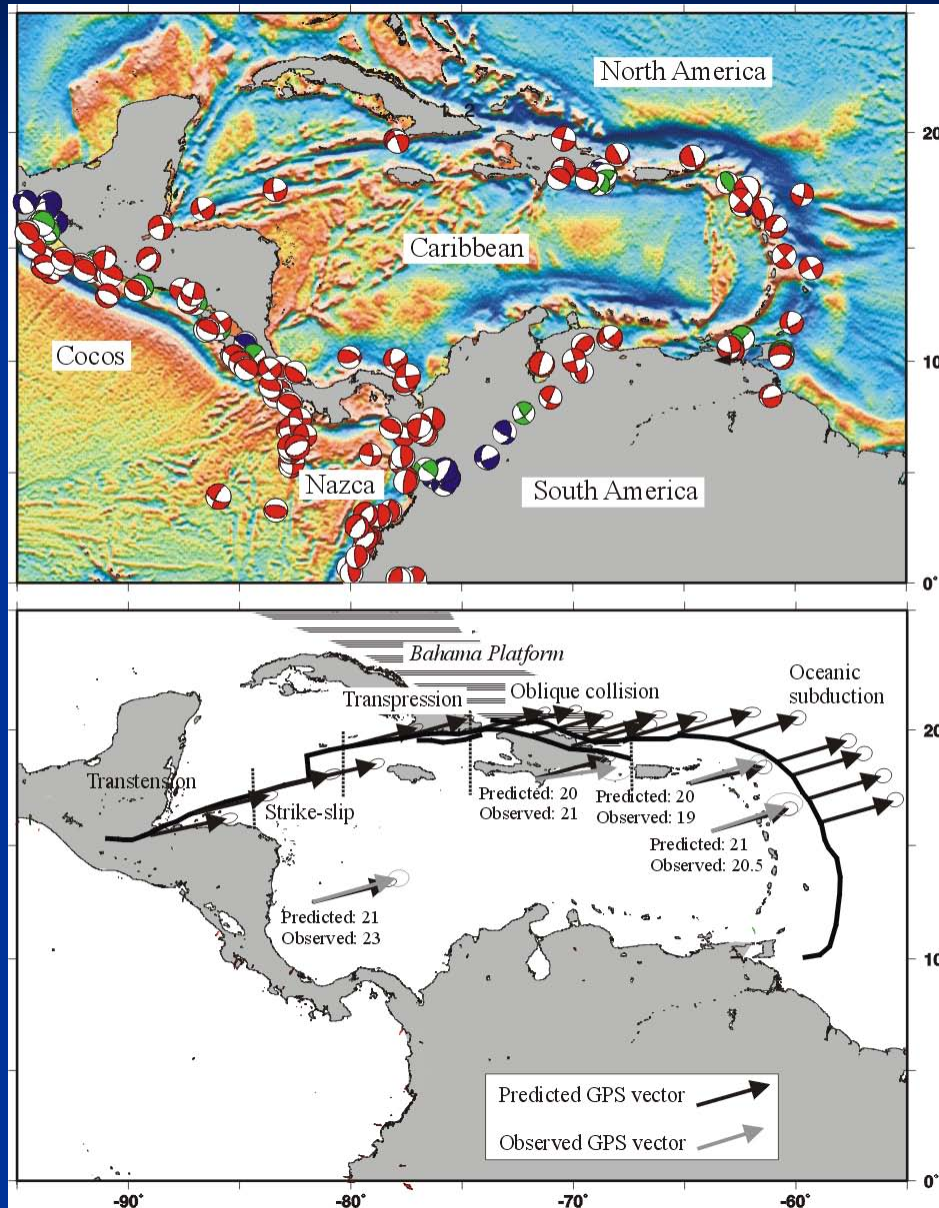 North America
2
20
Caribbean
Cocos
10
Nazca
South America
0°
Bahama Platform
Transpression
Oblique collision
Oceanic
subduction
20
Transtension
Strike-slip
Predicted: 20
Observed: 21
Predicted: 20
Observed: 19
Predicted: 21
Observed: 20.5
Predicted: 21
Observed: 23
10
Predicted GPS vector
Observed GPS vector
0°
-90°
-80°
-70°
-60°